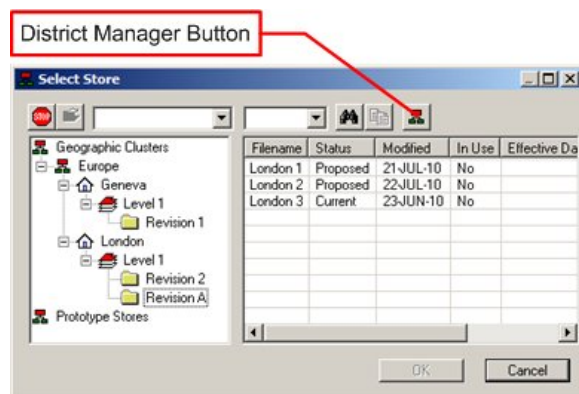 District Manager Button
Select Store
STOP
Geographic Clusters
Europe
Geneva
Level 1
Revision 1
London
Level 1
Revision 2
Revision A
Prototype Stores
Filename Status Modified In Use Effective Da
London 1 Proposed 21-JUL-10 No
London 2 Proposed 22-JUL-10 No
London 3 Current 23-JUN-10 No
OK Cancel